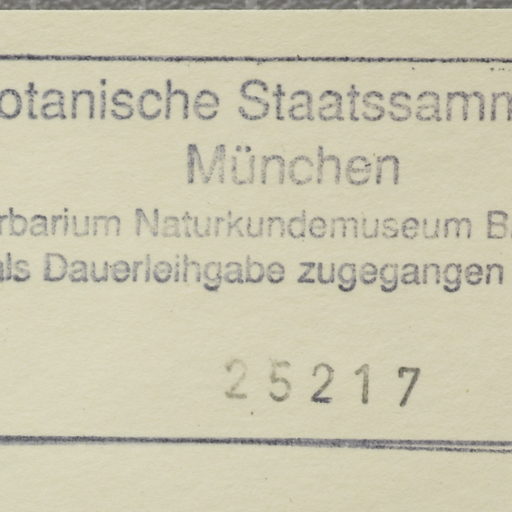 otanische Staatssamm
München
rbarium Naturkundemuseum B
als Dauerleihgabe zugegangen
25217